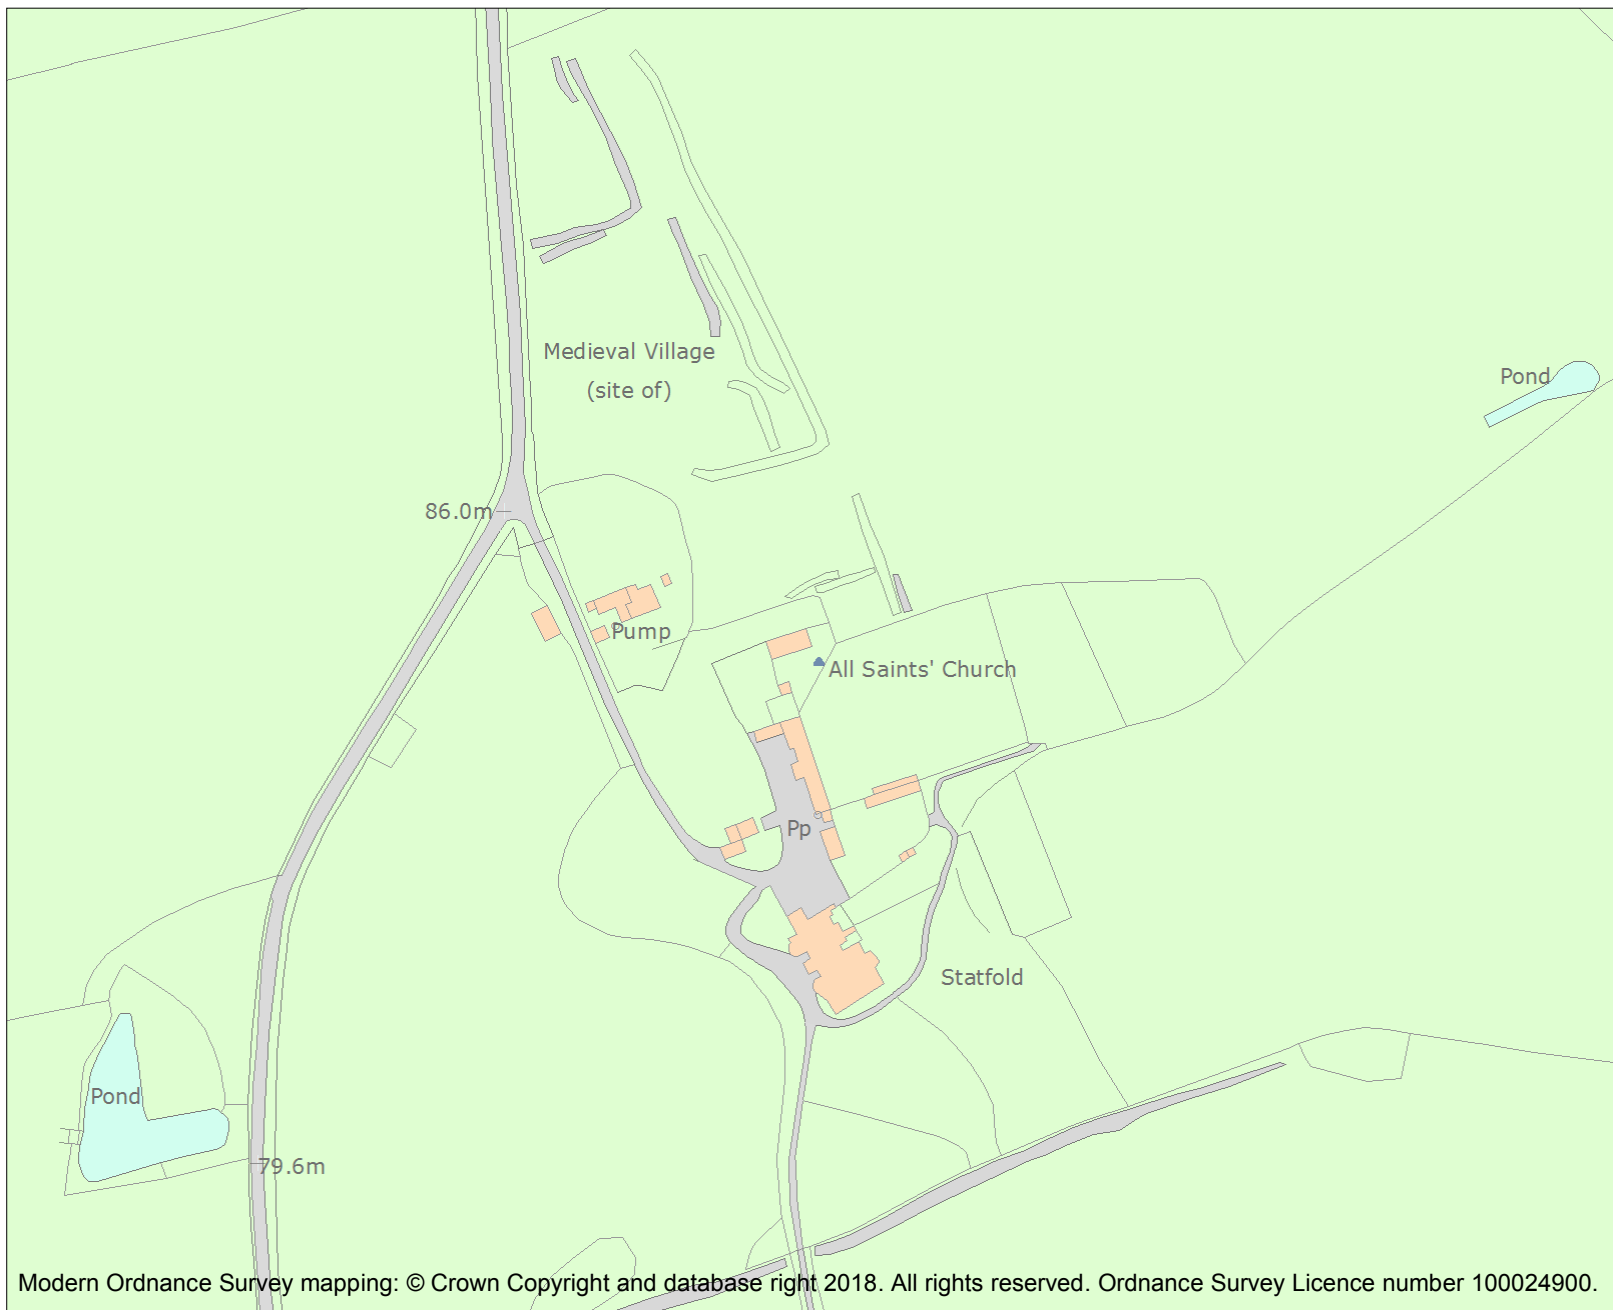 Medieval Village
(site of)
Pond
86.0m
Pump
All Saints' Church
Pp
Statfold
Pond
79.6m
Modern Ordnance Survey mapping: © Crown Copyright and database right 2018. All rights reserved. Ordnance Survey Licence number 100024900.